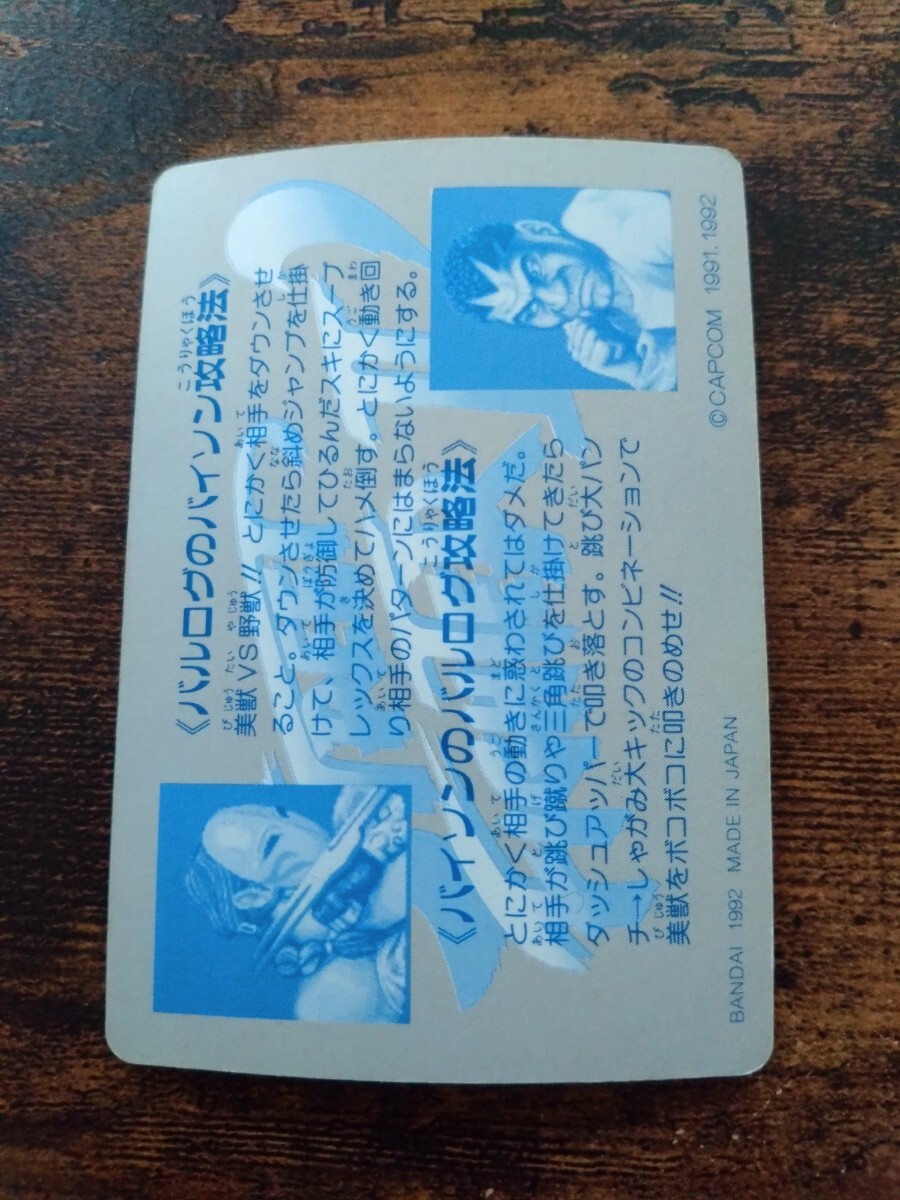 《バルログのバイソン攻略法》
美獣VS野獣!! とにかく相手をダウンさせ
ること。ダウンさせたら斜めジャンプを仕掛
けて、相手が防御してひるんだスキにスープ
レックスを決めてハメ倒す。とにかく動き回
り相手のパターンにはまらないようにする。
《バイソンのバルログ攻略法》
とにかく相手の動きに惑わされてはダメだ。
相手が跳び蹴りや三角跳びを仕掛けてきたら
ダッシュアッパーで叩き落とす。跳び大パン
チ→しゃがみ大キックのコンビネーションで
美獣をボコボコに叩きのめせ!!
BANDAI 1992 MADE IN JAPAN
©CAPCOM 1991, 1992